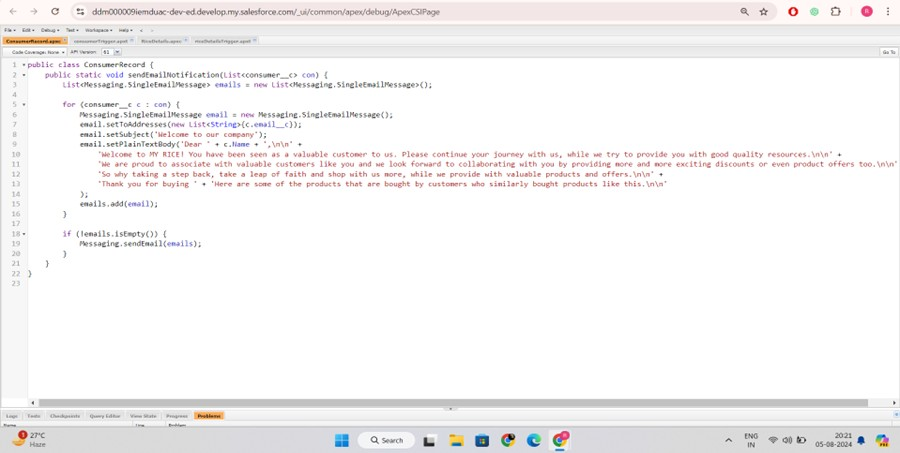 ddm000009iemduac-dev-ed.develop.my.salesforce.com/_ui/common/apex/debug/ApexCSIPage
File Edit Debug Test Workspace Help < >
ConsumerRecord.apxc consumerTrigger.apxt RiceDetails.apxc riceDetailsTrigger.apxt
Code Coverage: None API Version: 61 Go To
1 public class ConsumerRecord {
2 public static void sendEmailNotification(List<consumer__c> con) {
3 List<Messaging.SingleEmailMessage> emails = new List<Messaging.SingleEmailMessage>();
4
5 for (consumer__c c : con) {
6 Messaging.SingleEmailMessage email = new Messaging.SingleEmailMessage();
7 email.setToAddresses(new List<String>{c.email__c});
8 email.setSubject('Welcome to our company');
9 email.setPlainTextBody('Dear ' + c.Name + ',\n\n' +
10 'Welcome to MY RICE! You have been seen as a valuable customer to us. Please continue your journey with us, while we try to provide you with good quality resources.\n\n' +
11 'We are proud to associate with valuable customers like you and we look forward to collaborating with you by providing more and more exciting discounts or even product offers too.\n\n' +
12 'So why taking a step back, take a leap of faith and shop with us more, while we provide with valuable products and offers.\n\n' +
13 'Thank you for buying ' + 'Here are some of the products that are bought by customers who similarly bought products like this.\n\n'
14 );
15 emails.add(email);
16 }
17
18 if (!emails.isEmpty()) {
19 Messaging.sendEmail(emails);
20 }
21 }
22 }
23
Logs Tests Checkpoints Query Editor View State Progress Problems
Name Line Problem
27°C
Haze
Search
ENG
IN
20:21
05-08-2024